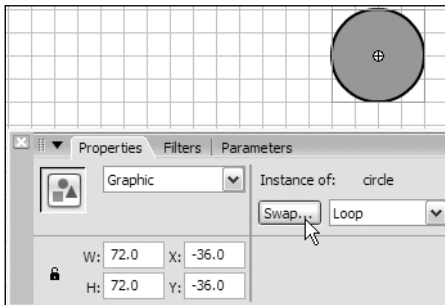 Properties Filters Parameters
Graphic Instance of: circle
Swap... Loop
W: 72.0 X: -36.0
H: 72.0 Y: -36.0